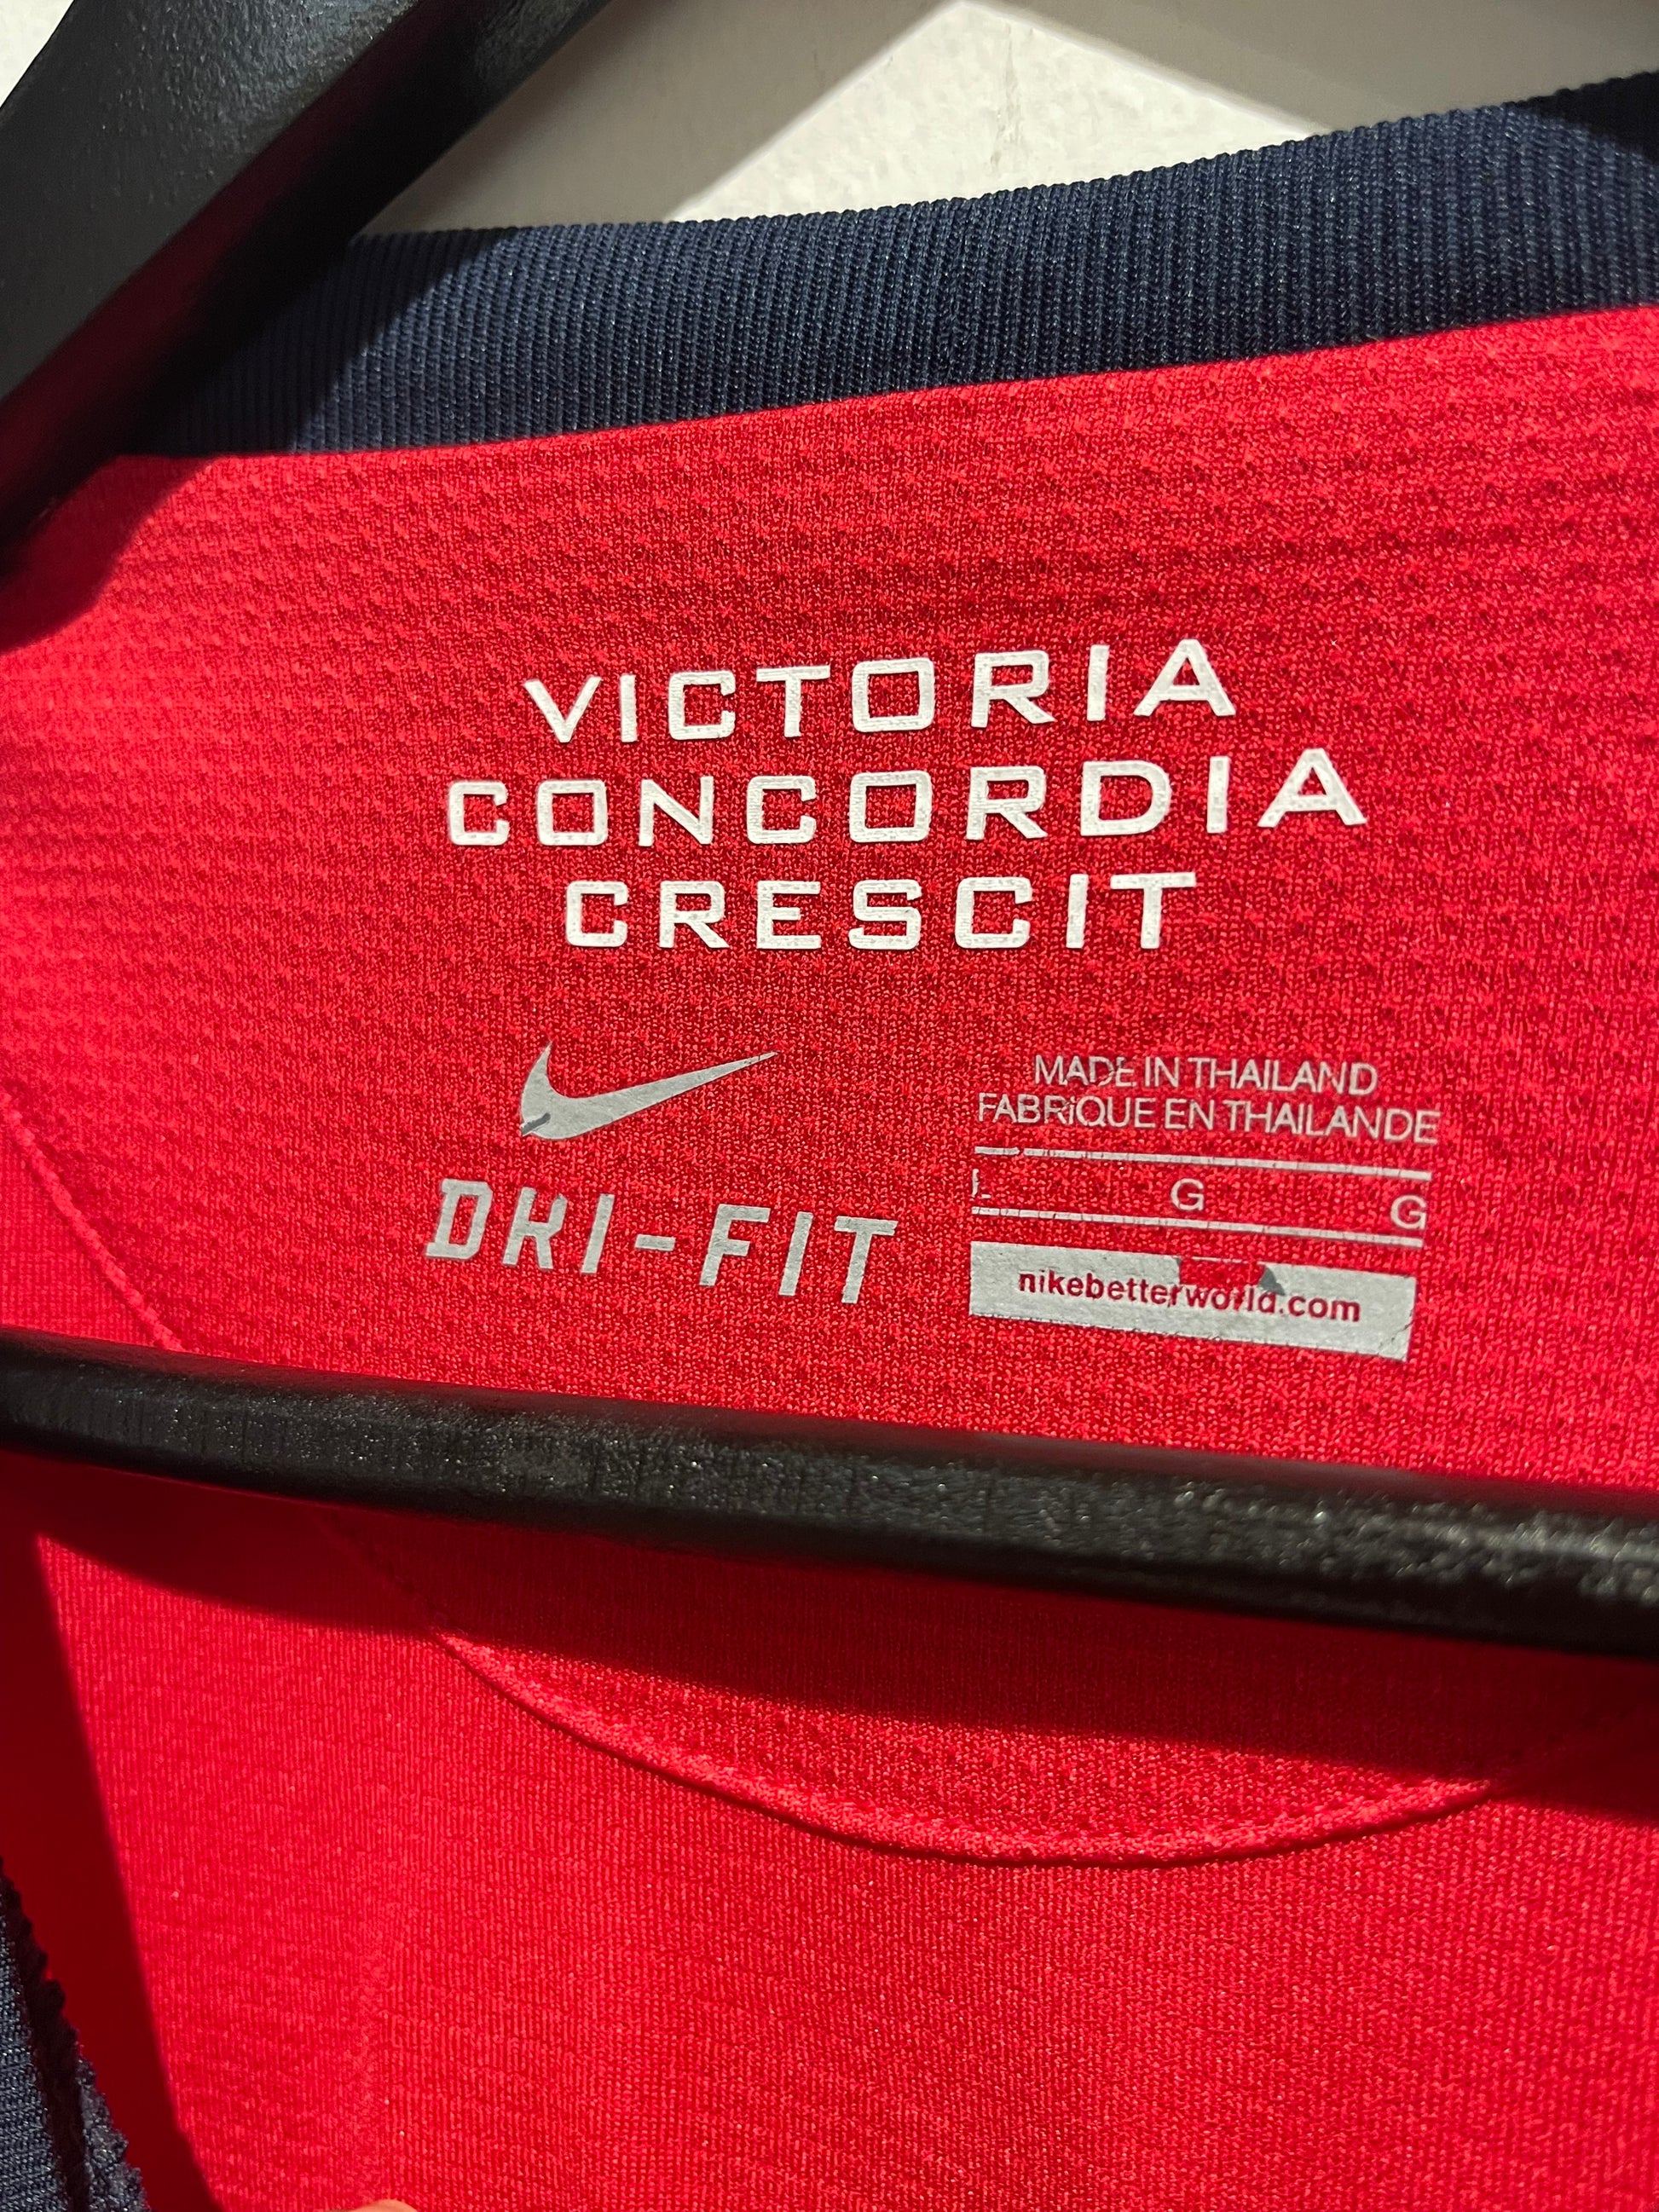 VICTORIA
CONCORDIA
CRESCIT
DRI-FIT
MADE IN THAILAND
FABRiQUE EN THAILANDE
L G G
nikebetterworld.com